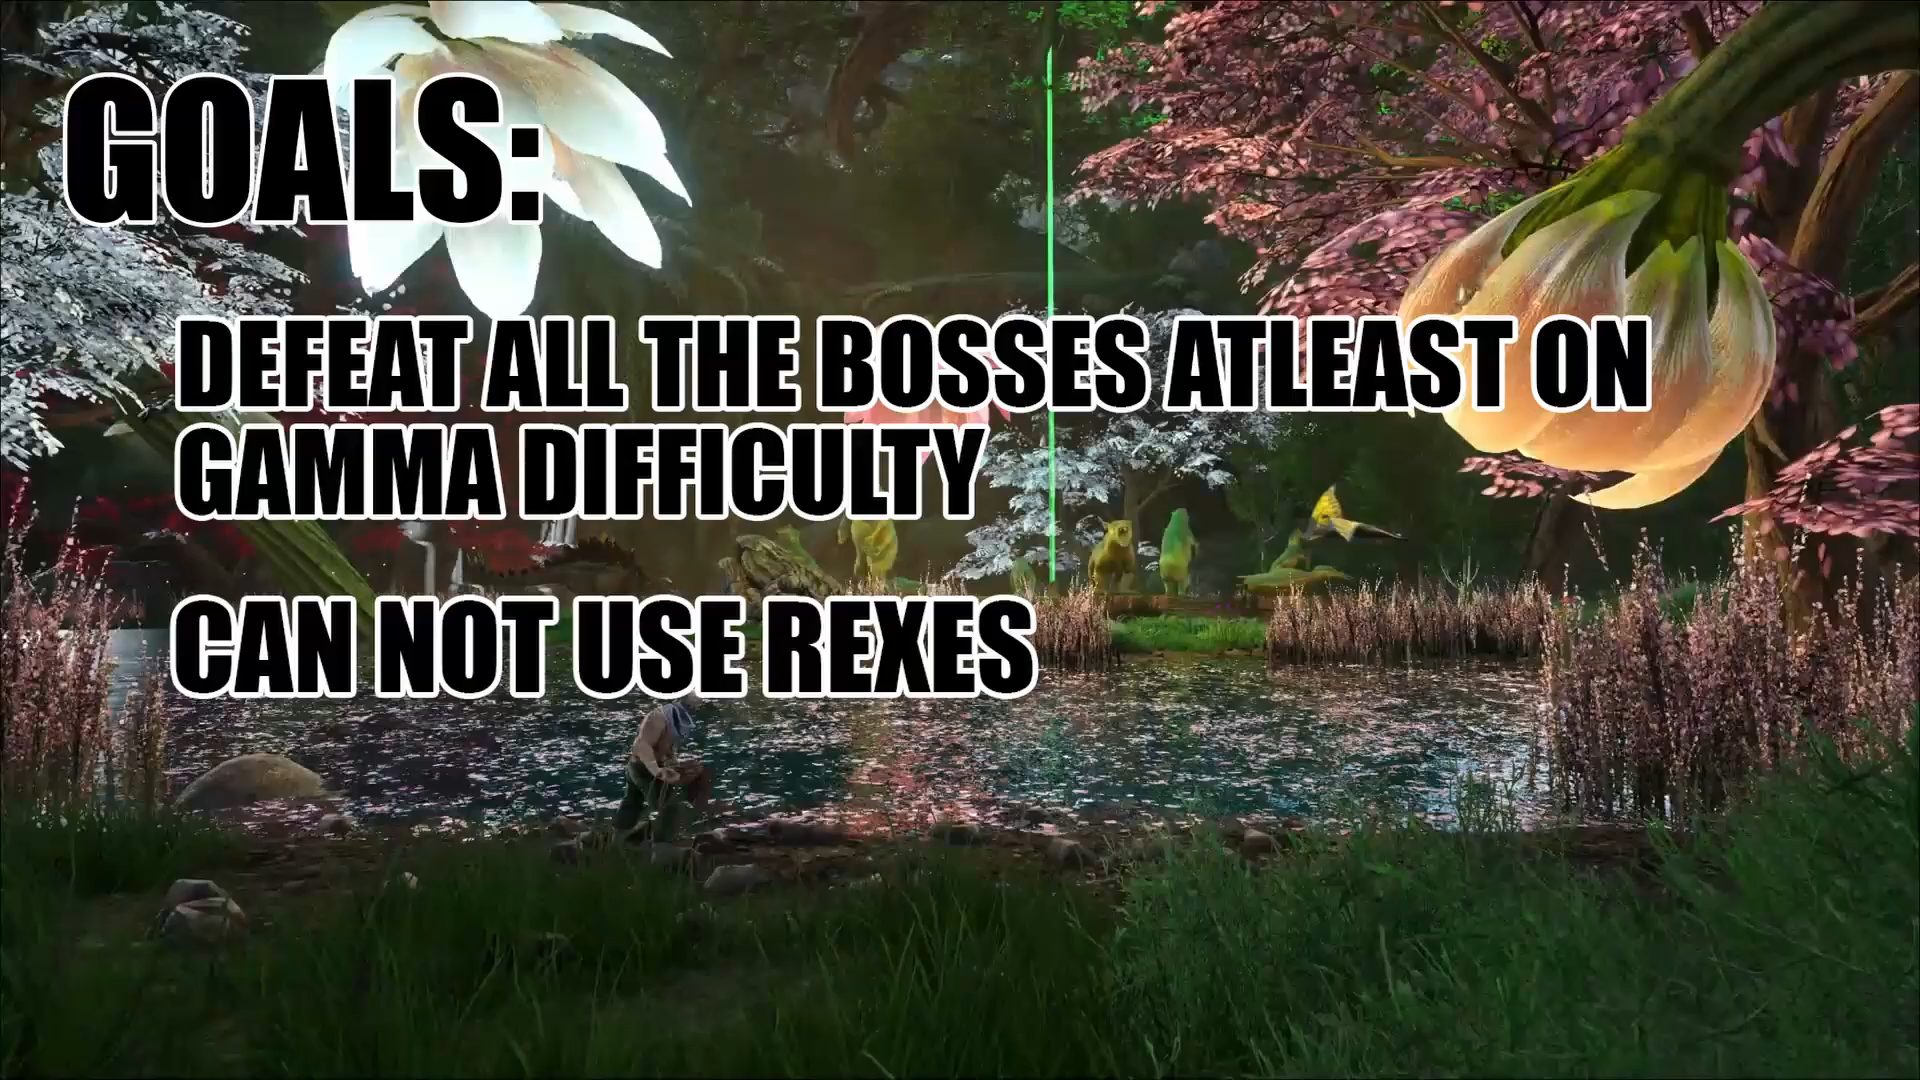 GOALS:
DEFEAT ALL THE BOSSES ATLEAST ON
GAMMA DIFFICULTY
CAN NOT USE REXES